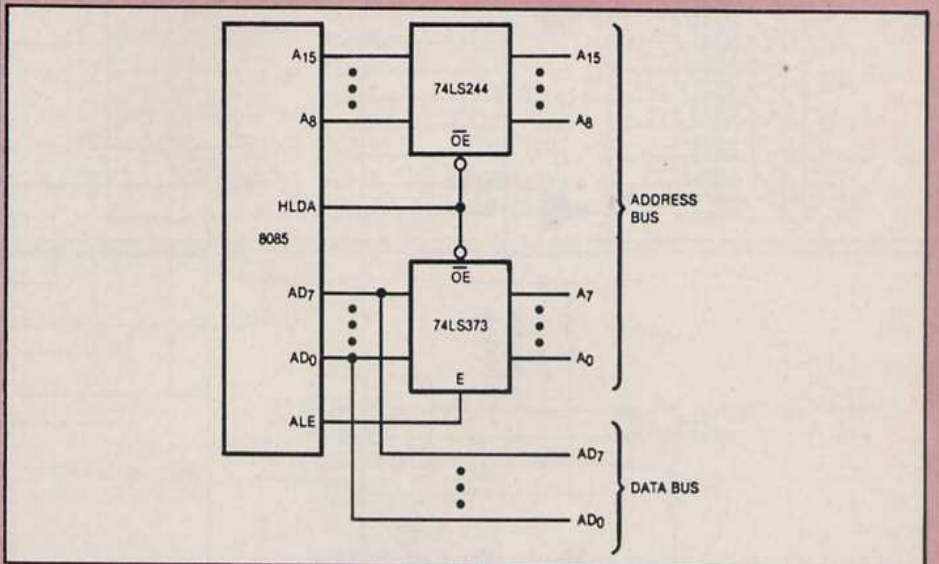 A15
A15
74LS244
A8
A8
OE
HLDA
ADDRESS
BUS
8085
OE
AD7
A7
74LS373
AD0
A0
E
ALE
AD7
DATA BUS
AD0